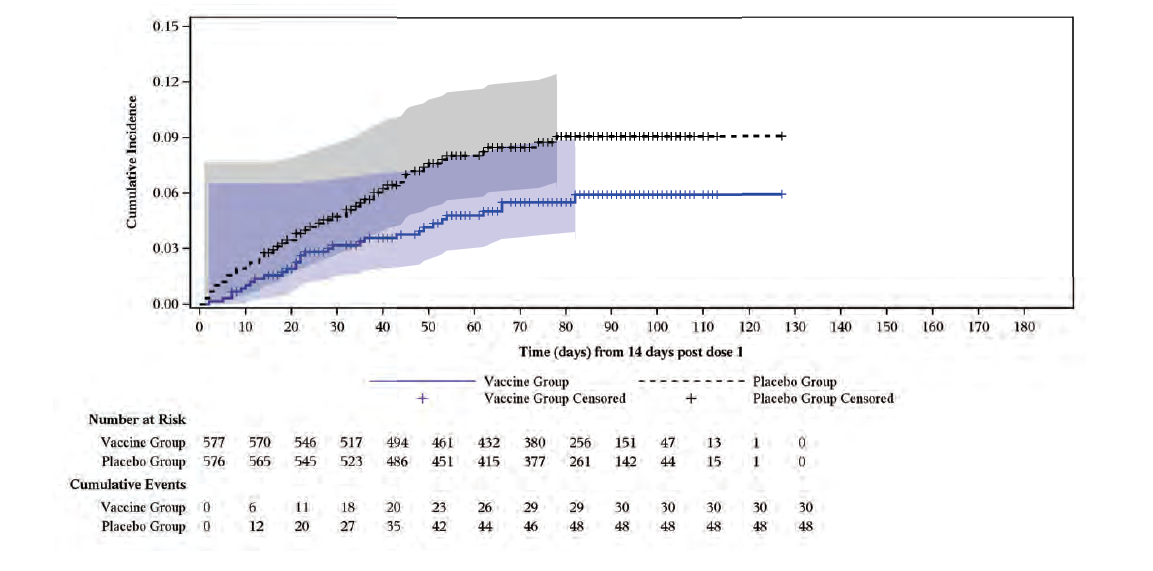 0.15
0.12
0.09
0.06
0.03
0.00
Cumulative Incidence
0 10 20 30 40 50 60 70 80 90 100 110 120 130 140 150 160 170 180
Time (days) from 14 days post dose 1
Vaccine Group Placebo Group
Vaccine Group Censored Placebo Group Censored
Number at Risk
Vaccine Group 577 570 546 517 494 461 432 380 256 151 47 13 1 0
Placebo Group 576 565 545 523 486 451 415 377 261 142 44 15 1 0
Cumulative Events
Vaccine Group 0 6 11 18 20 23 26 29 29 30 30 30 30 30
Placebo Group 0 12 20 27 35 42 44 46 48 48 48 48 48 48